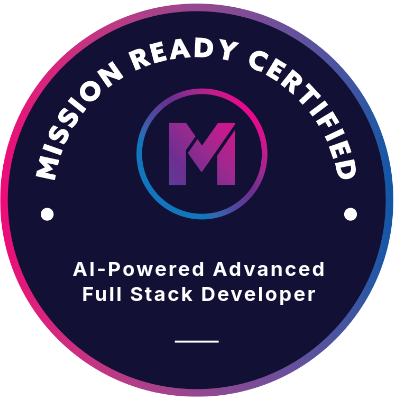 MISSION READY CERTIFIED
M
AI-Powered Advanced
Full Stack Developer